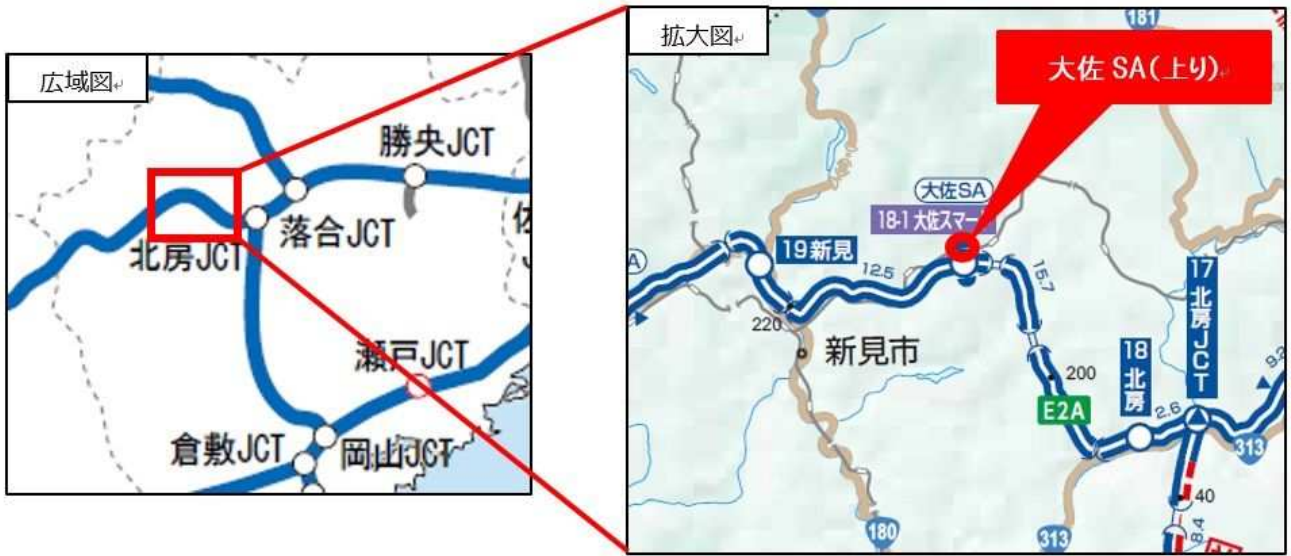 広域図
勝央JCT
落合JCT
北房JCT
瀬戸JCT
倉敷JCT
岡山JCT
拡大図
181
大佐 SA(上り)
大佐SA
18-1 大佐スマー
19 新見
12.5
15.7
17 北房JCT
220
新見市
200
18 北房
E2A
2.6
9.2
313
40
8.4
180
313